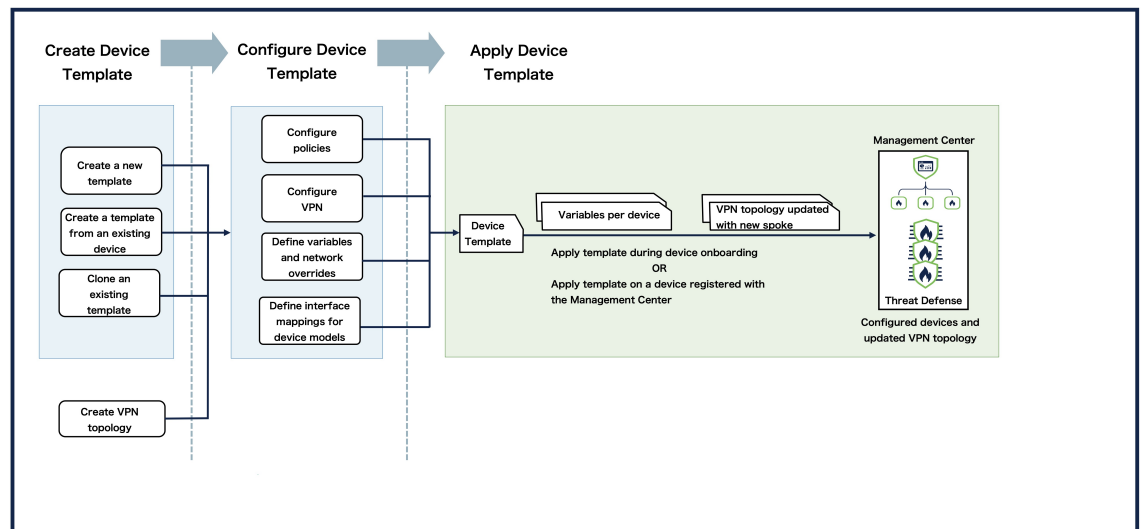 Create Device
Template
Configure Device
Template
Apply Device
Template
Create a new
template
Create a template
from an existing
device
Clone an
existing
template
Create VPN
topology
Configure
policies
Configure
VPN
Define variables
and network
overrides
Define interface
mappings for
device models
Device
Template
Variables per device
VPN topology updated
with new spoke
Apply template during device onboarding
OR
Apply template on a device registered with
the Management Center
Management Center
Threat Defense
Configured devices and
updated VPN topology